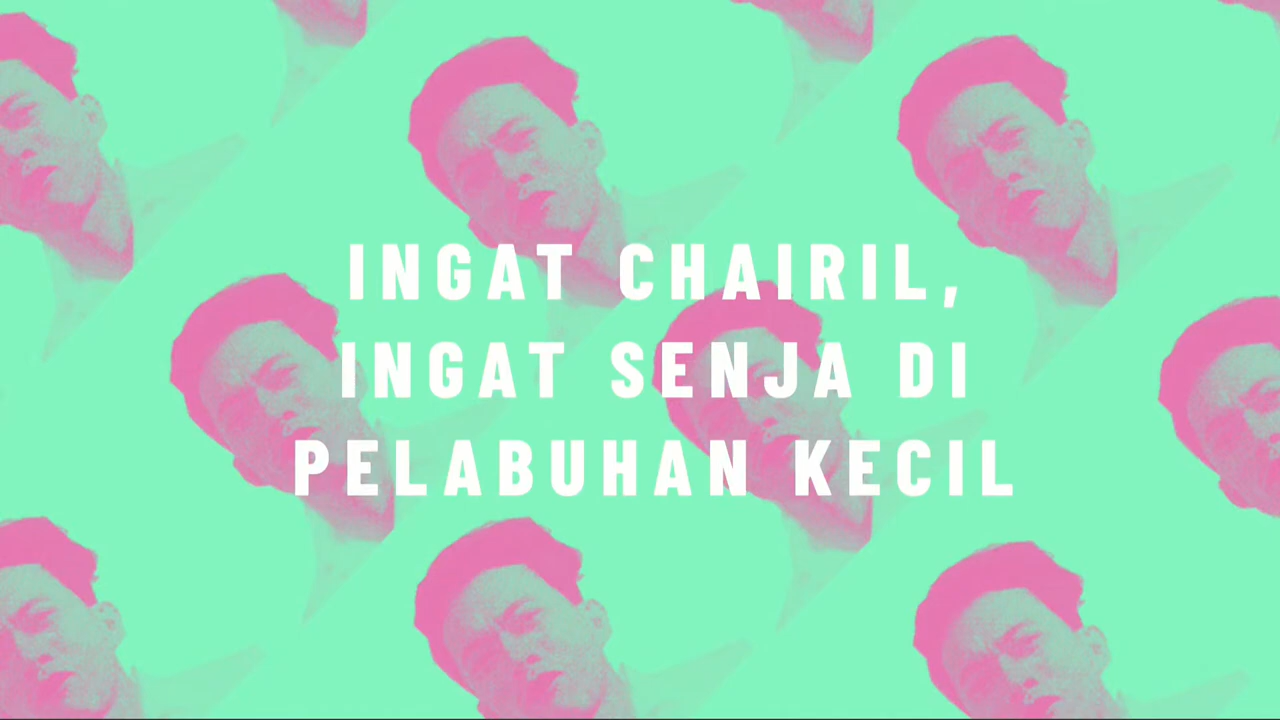 INGAT CHAIRIL,
INGAT SENJA DI
PELABUHAN KECIL